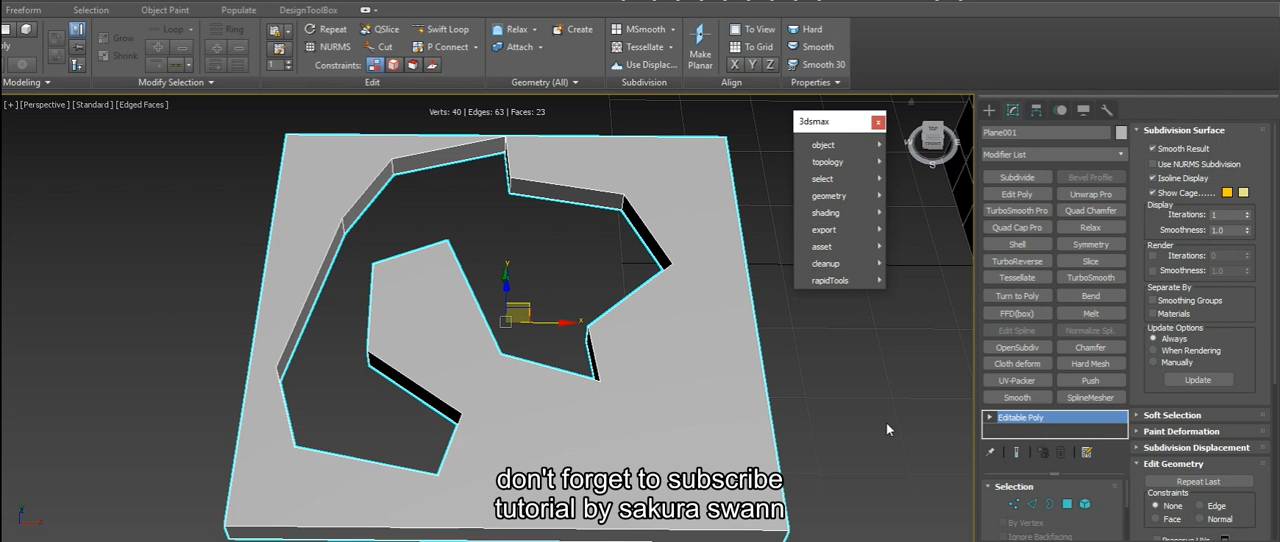 Freeform Selection Object Paint Populate DesignToolBox
Loop Ring Repeat QSlice Swift Loop Relax Create MSmooth To View Hard
Grow
Shrink NURMS Cut P Connect Attach Tessellate Make Planar To Grid Smooth
1 Constraints: Use Displac... X Y Z Smooth 30
Modeling Modify Selection Edit Geometry (All) Subdivision Align Properties
[+] [Perspective] [Standard] [Edged Faces]
Verts: 40 | Edges: 63 | Faces: 23
3dsmax
object
topology
select
geometry
shading
export
asset
cleanup
rapidTools
TOP
FRONT
W E
S
y
x
Plane001
Modifier List
Subdivide Bevel Profile
Edit Poly Unwrap Pro
TurboSmooth Pro Quad Chamfer
Quad Cap Pro Relax
Shell Symmetry
TurboReverse Slice
Tessellate TurboSmooth
Turn to Poly Bend
FFD(box) Melt
Edit Spline Normalize Spl.
OpenSubdiv Chamfer
Cloth deform Hard Mesh
UV-Packer Push
Smooth SplineMesher
Editable Poly
Selection
By Vertex
Ignore Backfacing
Subdivision Surface
Smooth Result
Use NURMS Subdivision
Isoline Display
Show Cage......
Display
Iterations: 1
Smoothness: 1.0
Render
Iterations: 0
Smoothness: 1.0
Separate By
Smoothing Groups
Materials
Update Options
Always
When Rendering
Manually
Update
Soft Selection
Paint Deformation
Subdivision Displacement
Edit Geometry
Repeat Last
Constraints
None Edge
Face Normal
Preserve UVs
don't forget to subscribe
tutorial by sakura swann